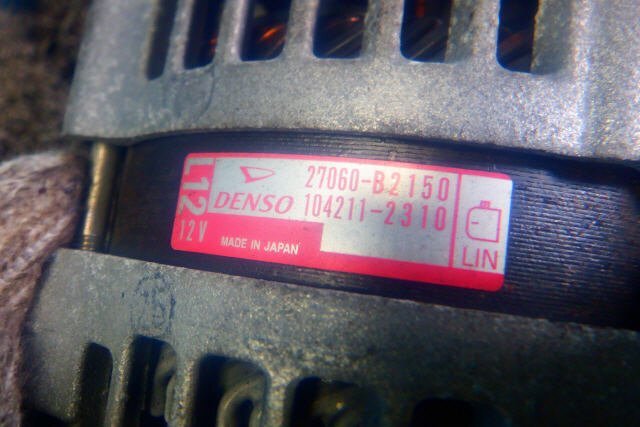 L12
12V
27060-B2150
DENSO 104211-2310
MADE IN JAPAN
LIN